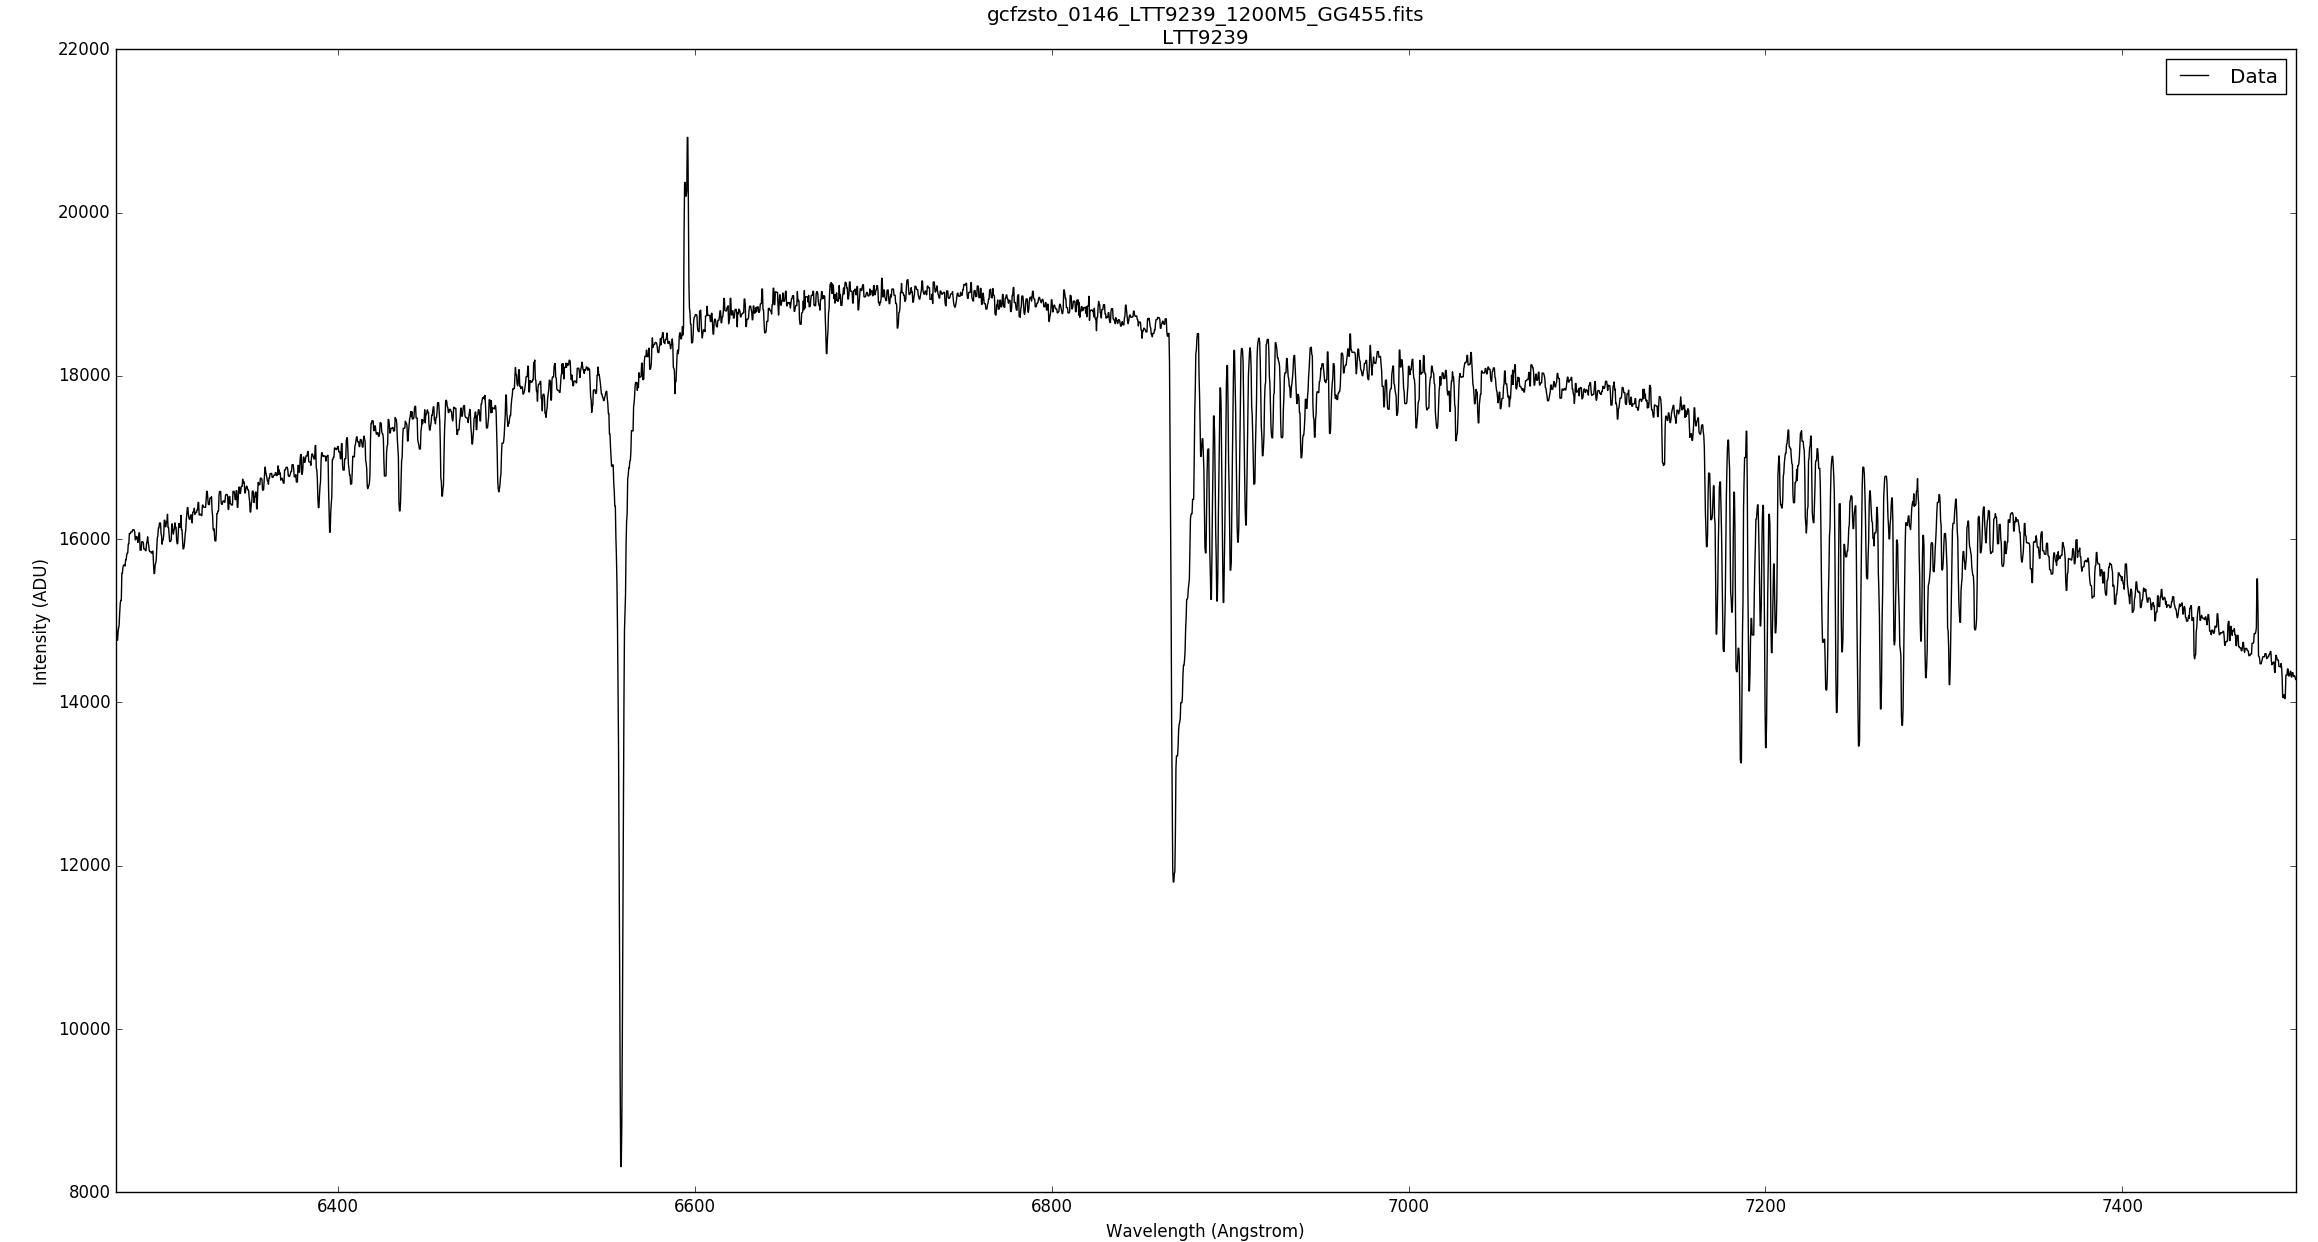 gcfzsto_0146_LTT9239_1200M5_GG455.fits
LTT9239
22000
20000
18000
16000
14000
12000
10000
8000
Intensity (ADU)
Data
6400
6600
6800
7000
7200
7400
Wavelength (Angstrom)